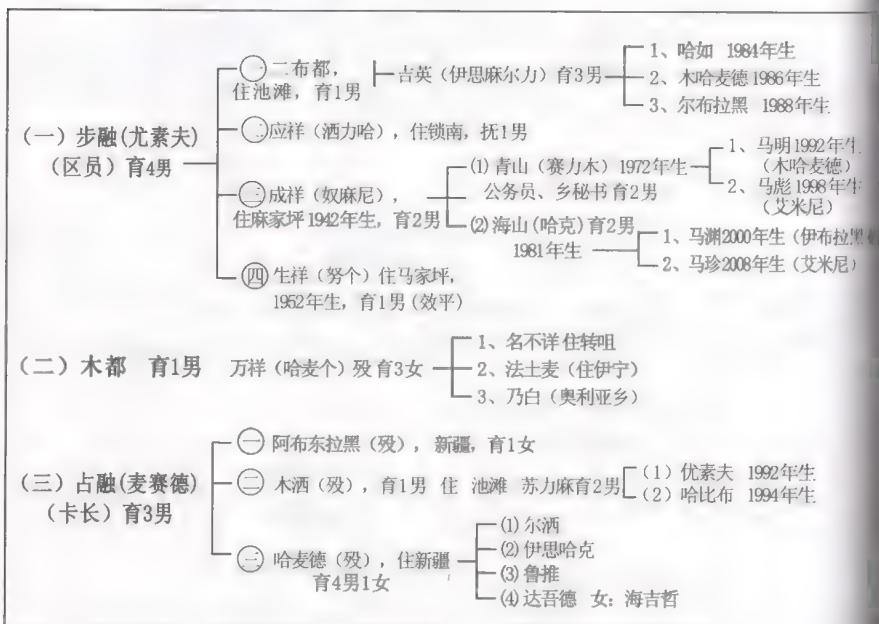 ㊀二布都，
住池滩，育1男
吉英（伊思麻尔力）育3男
1、哈如 1984年生
2、木哈麦德 1986年生
3、尔布拉黑 1988年生
（一）步融(尤素夫)
（区员）育4男
㊁应祥（洒力哈），住锁南，抚1男
㊂成祥（奴麻尼），
住麻家坪1942年生，育2男
(1) 青山（赛力木）1972年生
公务员、乡秘书 育2男
1、马明1992年生
（木哈麦德）
2、马彪1998年生
（艾米尼）
(2) 海山(哈克) 育2男
1981年生
1、马渊2000年生（伊布拉黑
2、马珍2008年生（艾米尼）
㊃生祥（努个）住马家坪，
1952年生，育1男(效平)
（二）木都 育1男
万祥（哈麦个）殁 育3女
1、名不详 住转咀
2、法土麦（住伊宁）
3、乃白（奥利亚乡）
（三）占融(麦赛德)
（卡长）育3男
㊀ 阿布东拉黑（殁），新疆，育1女
㊁ 木洒（殁），育1男 住 池滩 苏力麻育2男
（1）优素夫 1992年生
（2）哈比布 1994年生
㊂ 哈麦德（殁），住新疆
育4男1女
(1) 尔洒
(2) 伊思哈克
(3) 鲁推
(4) 达吾德 女：海吉哲